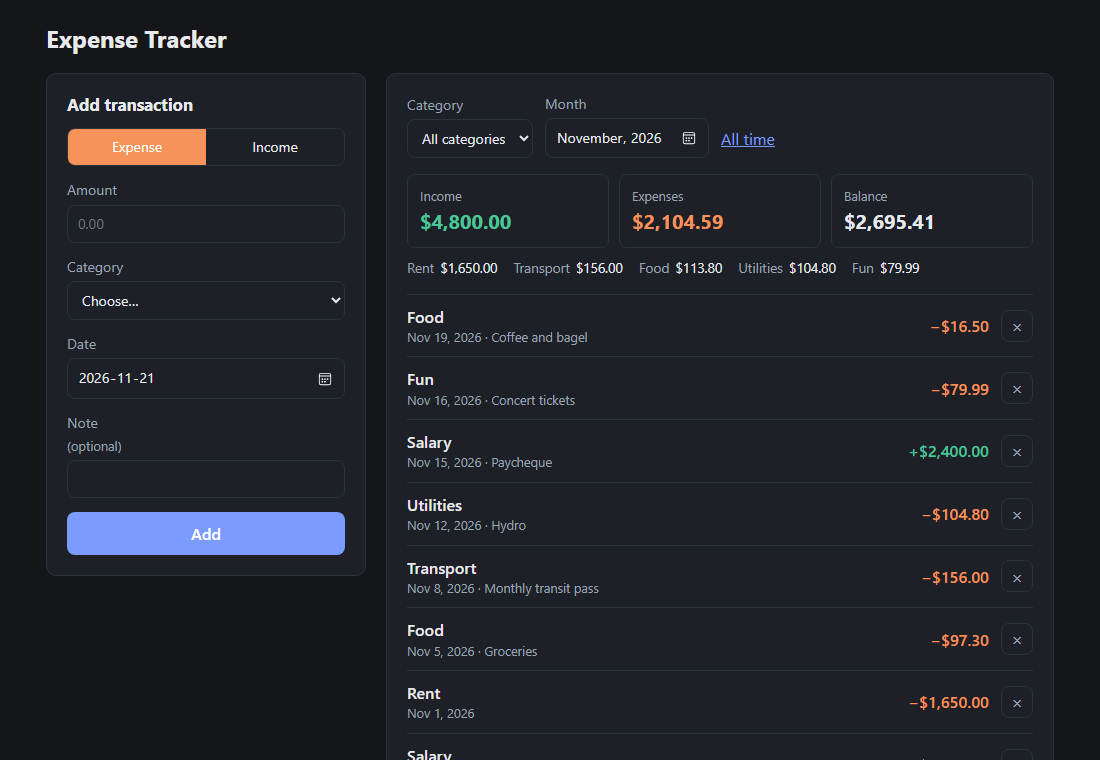 Expense Tracker
Add transaction
Expense Income
Amount
0.00
Category
Choose...
Date
2026-11-21
Note
(optional)
Add
Category Month
All categories November, 2026 All time
Income Expenses Balance
$4,800.00 $2,104.59 $2,695.41
Rent $1,650.00 Transport $156.00 Food $113.80 Utilities $104.80 Fun $79.99
Food
Nov 19, 2026 · Coffee and bagel
−$16.50 ×
Fun
Nov 16, 2026 · Concert tickets
−$79.99 ×
Salary
Nov 15, 2026 · Paycheque
+$2,400.00 ×
Utilities
Nov 12, 2026 · Hydro
−$104.80 ×
Transport
Nov 8, 2026 · Monthly transit pass
−$156.00 ×
Food
Nov 5, 2026 · Groceries
−$97.30 ×
Rent
Nov 1, 2026
−$1,650.00 ×
Salary